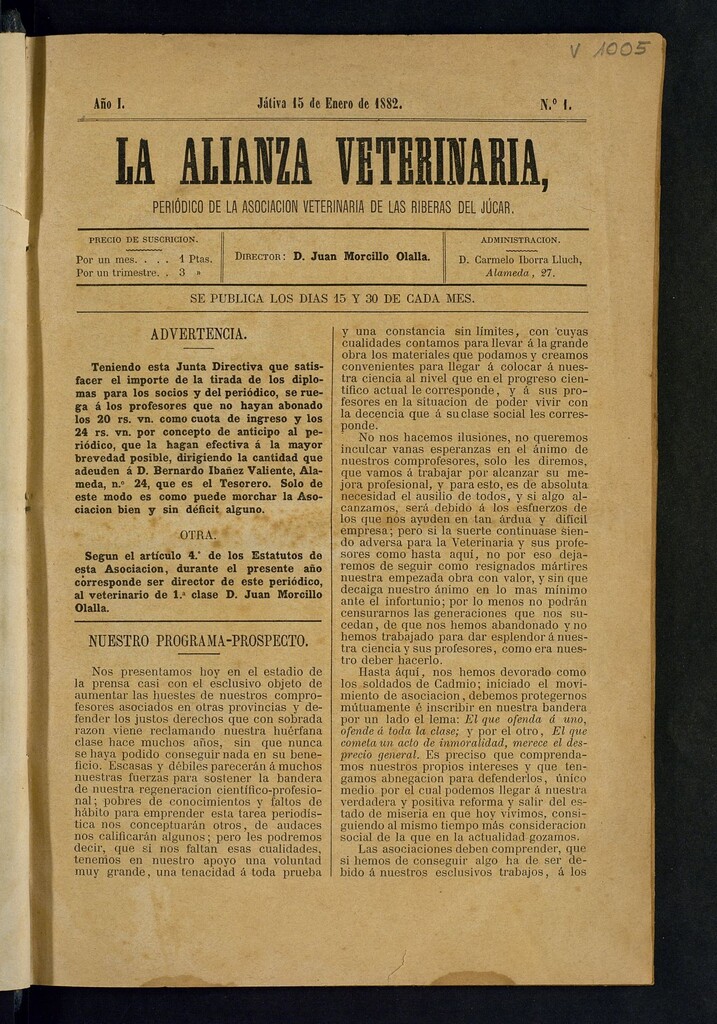 V 1005
Año I.
Játiva 15 de Enero de 1882.
N.º 1.
LA ALIANZA VETERINARIA,
PERIÓDICO DE LA ASOCIACION VETERINARIA DE LAS RIBERAS DEL JÚCAR.
PRECIO DE SUSCRICION.
Por un mes. . . . 1 Ptas.
Por un trimestre. . 3 »
DIRECTOR: D. Juan Morcillo Olalla.
ADMINISTRACION.
D. Carmelo Iborra Lluch,
Alameda, 27.
SE PUBLICA LOS DIAS 15 Y 30 DE CADA MES.
ADVERTENCIA.
Teniendo esta Junta Directiva que satis-
facer el importe de la tirada de los diplo-
mas para los socios y del periódico, se rue-
ga á los profesores que no hayan abonado
los 20 rs. vn. como cuota de ingreso y los
24 rs. vn. por concepto de anticipo al pe-
riódico, que la hagan efectiva á la mayor
brevedad posible, dirigiendo la cantidad que
adeuden á D. Bernardo Ibañez Valiente, Ala-
meda, n.º 24, que es el Tesorero. Solo de
este modo es como puede morchar la Aso-
ciacion bien y sin déficit alguno.
OTRA.
Segun el artículo 4.º de los Estatutos de
esta Asociacion, durante el presente año
corresponde ser director de este periódico,
al veterinario de 1.ª clase D. Juan Morcillo
Olalla.
NUESTRO PROGRAMA-PROSPECTO.
Nos presentamos hoy en el estadio de
la prensa casi con el esclusivo objeto de
aumentar las huestes de nuestros compro-
fesores asociados en otras provincias y de-
fender los justos derechos que con sobrada
razon viene reclamando nuestra huérfana
clase hace muchos años, sin que nunca
se haya podido conseguir nada en su bene-
ficio. Escasas y débiles parecerán á muchos
nuestras fuerzas para sostener la bandera
de nuestra regeneracion científico-profesio-
nal; pobres de conocimientos y faltos de
hábito para emprender esta tarea periodís-
tica nos conceptuarán otros, de audaces
nos calificarán algunos; pero les podremos
decir, que si nos faltan esas cualidades,
tenemos en nuestro apoyo una voluntad
muy grande, una tenacidad á toda prueba
y una constancia sin límites, con cuyas
cualidades contamos para llevar á la grande
obra los materiales que podamos y creamos
convenientes para llegar á colocar á nues-
tra ciencia al nivel que en el progreso cien-
tífico actual le corresponde, y á sus pro-
fesores en la situacion de poder vivir con
la decencia que á su clase social les corres-
ponde.
No nos hacemos ilusiones, no queremos
inculcar vanas esperanzas en el ánimo de
nuestros comprofesores, solo les diremos,
que vamos á trabajar por alcanzar su me-
jora profesional, y para esto, es de absoluta
necesidad el ausilio de todos, y si algo al-
canzamos, será debido á los esfuerzos de
los que nos ayuden en tan árdua y difícil
empresa; pero si la suerte continuase sien-
do adversa para la Veterinaria y sus profe-
sores como hasta aquí, no por eso deja-
remos de seguir como resignados mártires
nuestra empezada obra con valor, y sin que
decaiga nuestro ánimo en lo mas mínimo
ante el infortunio; por lo menos no podrán
censurarnos las generaciones que nos su-
cedan, de que nos hemos abandonado y no
hemos trabajado para dar esplendor á nues-
tra ciencia y sus profesores, como era nues-
tro deber hacerlo.
Hasta áquí, nos hemos devorado como
los soldados de Cadmio; iniciado el movi-
miento de asociacion, debemos protegernos
mútuamente é inscribir en nuestra bandera
por un lado el lema: El que ofenda á uno,
ofende á toda la clase; y por el otro, El que
cometa un acto de inmoralidad, merece el des-
precio general. Es preciso que comprenda-
mos nuestros propios intereses y que ten-
gamos abnegacion para defenderlos, único
medio por el cual podemos llegar á nuestra
verdadera y positiva reforma y salir del es-
tado de miseria en que hoy vivimos, consi-
guiendo al mismo tiempo más consideracion
social de la que en la actualidad gozamos.
Las asociaciones deben comprender, que
si hemos de conseguir algo ha de ser de-
bido á nuestros esclusivos trabajos, á los